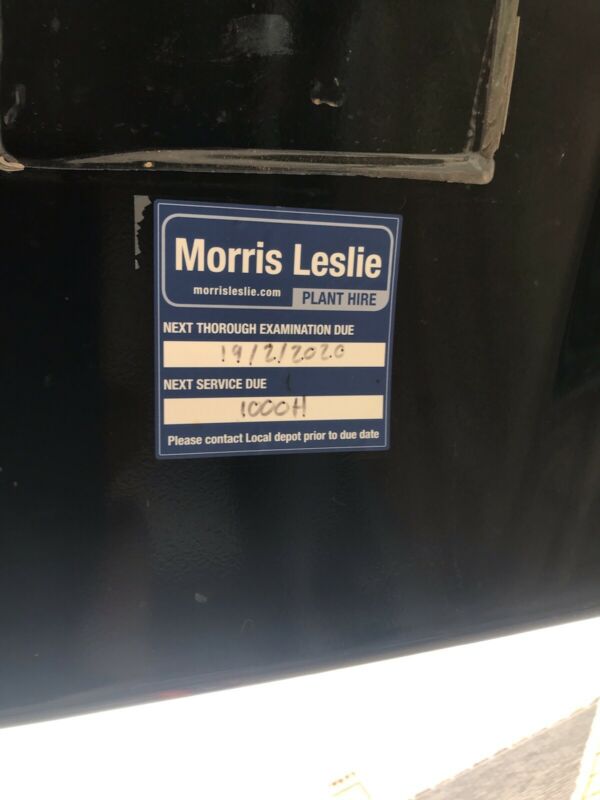 Morris Leslie
morrisleslie.com
PLANT HIRE
NEXT THOROUGH EXAMINATION DUE
19/2/2020
NEXT SERVICE DUE
1000H
Please contact Local depot prior to due date